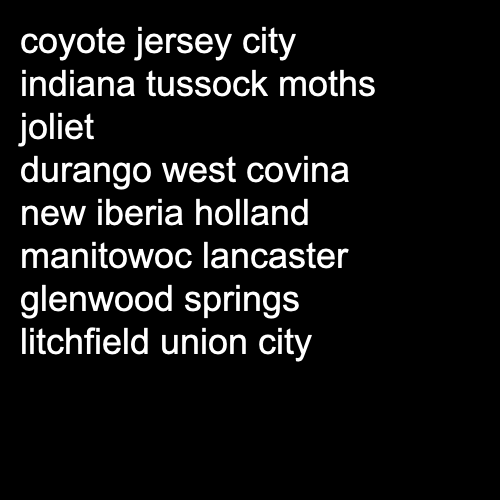 coyote jersey city
indiana tussock moths
joliet
durango west covina
new iberia holland
manitowoc lancaster
glenwood springs
litchfield union city